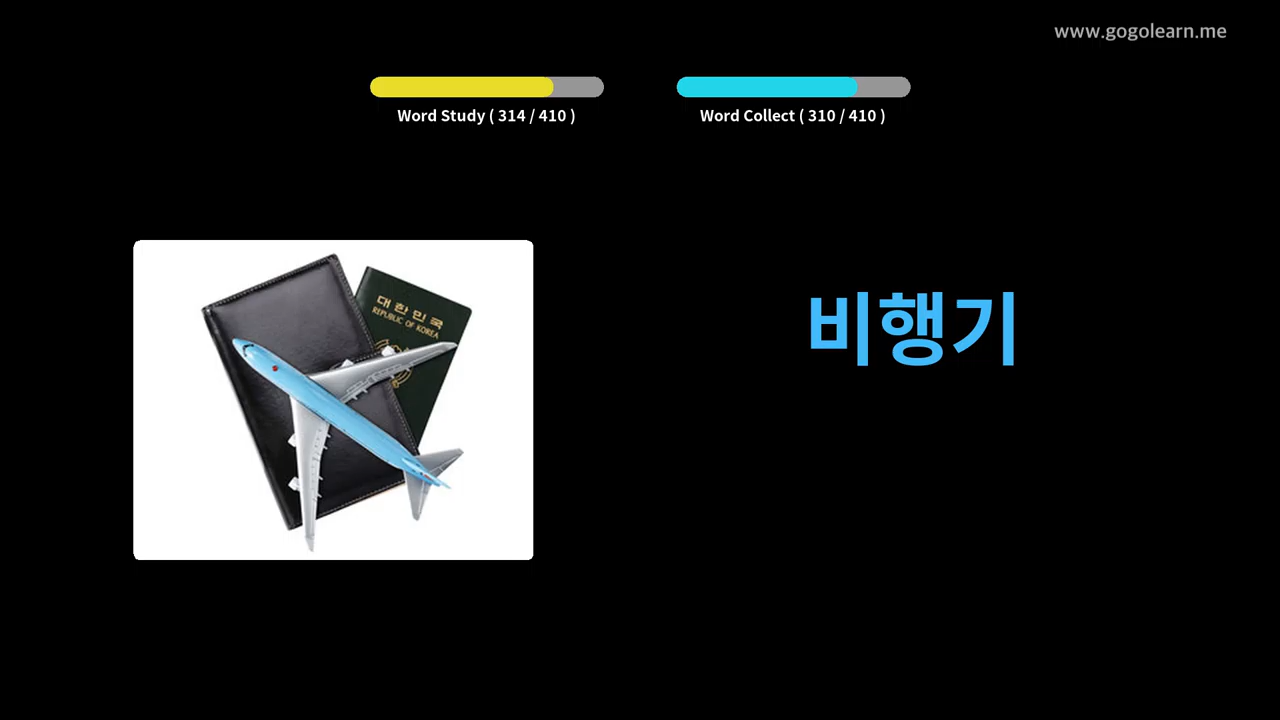 www.gogolearn.me
Word Study ( 314 / 410 )
Word Collect ( 310 / 410 )
대한민국
REPUBLIC OF KOREA
비행기